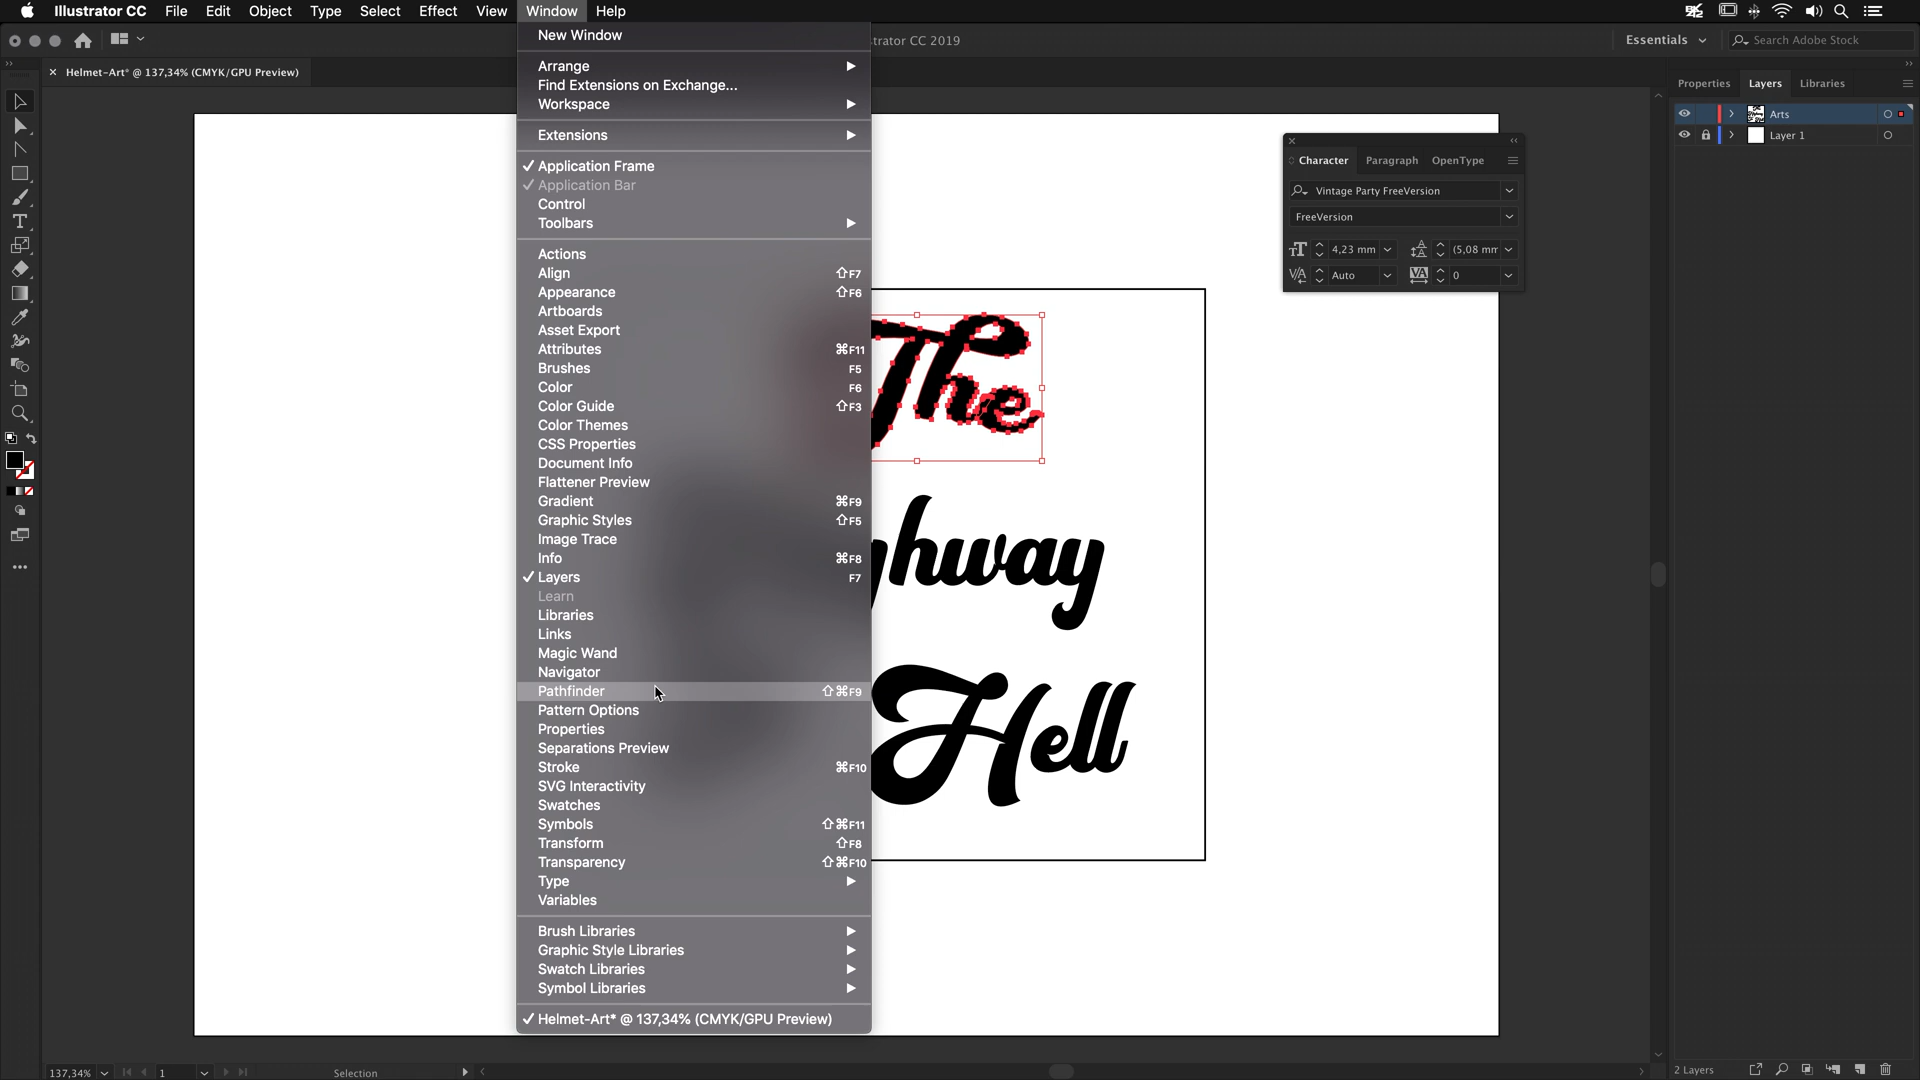 Illustrator CC File Edit Object Type Select Effect View Window Help
New Window
trator CC 2019
Essentials
Search Adobe Stock
Helmet-Art* @ 137,34% (CMYK/GPU Preview)
Arrange
Find Extensions on Exchange...
Workspace
Extensions
Application Frame
Application Bar
Control
Toolbars
Actions
Align ⇧F7
Appearance ⇧F6
Artboards
Asset Export
Attributes ⌘F11
Brushes F5
Color F6
Color Guide ⇧F3
Color Themes
CSS Properties
Document Info
Flattener Preview
Gradient ⌘F9
Graphic Styles ⇧F5
Image Trace
Info ⌘F8
Layers F7
Learn
Libraries
Links
Magic Wand
Navigator
Pathfinder ⇧⌘F9
Pattern Options
Properties
Separations Preview
Stroke ⌘F10
SVG Interactivity
Swatches
Symbols ⇧⌘F11
Transform ⇧F8
Transparency ⇧⌘F10
Type
Variables
Brush Libraries
Graphic Style Libraries
Swatch Libraries
Symbol Libraries
Helmet-Art* @ 137,34% (CMYK/GPU Preview)
The
ghway
Hell
Character Paragraph OpenType
Vintage Party FreeVersion
FreeVersion
4,23 mm (5,08 mm
Auto 0
Properties Layers Libraries
Arts
Layer 1
137,34% 1 Selection
2 Layers